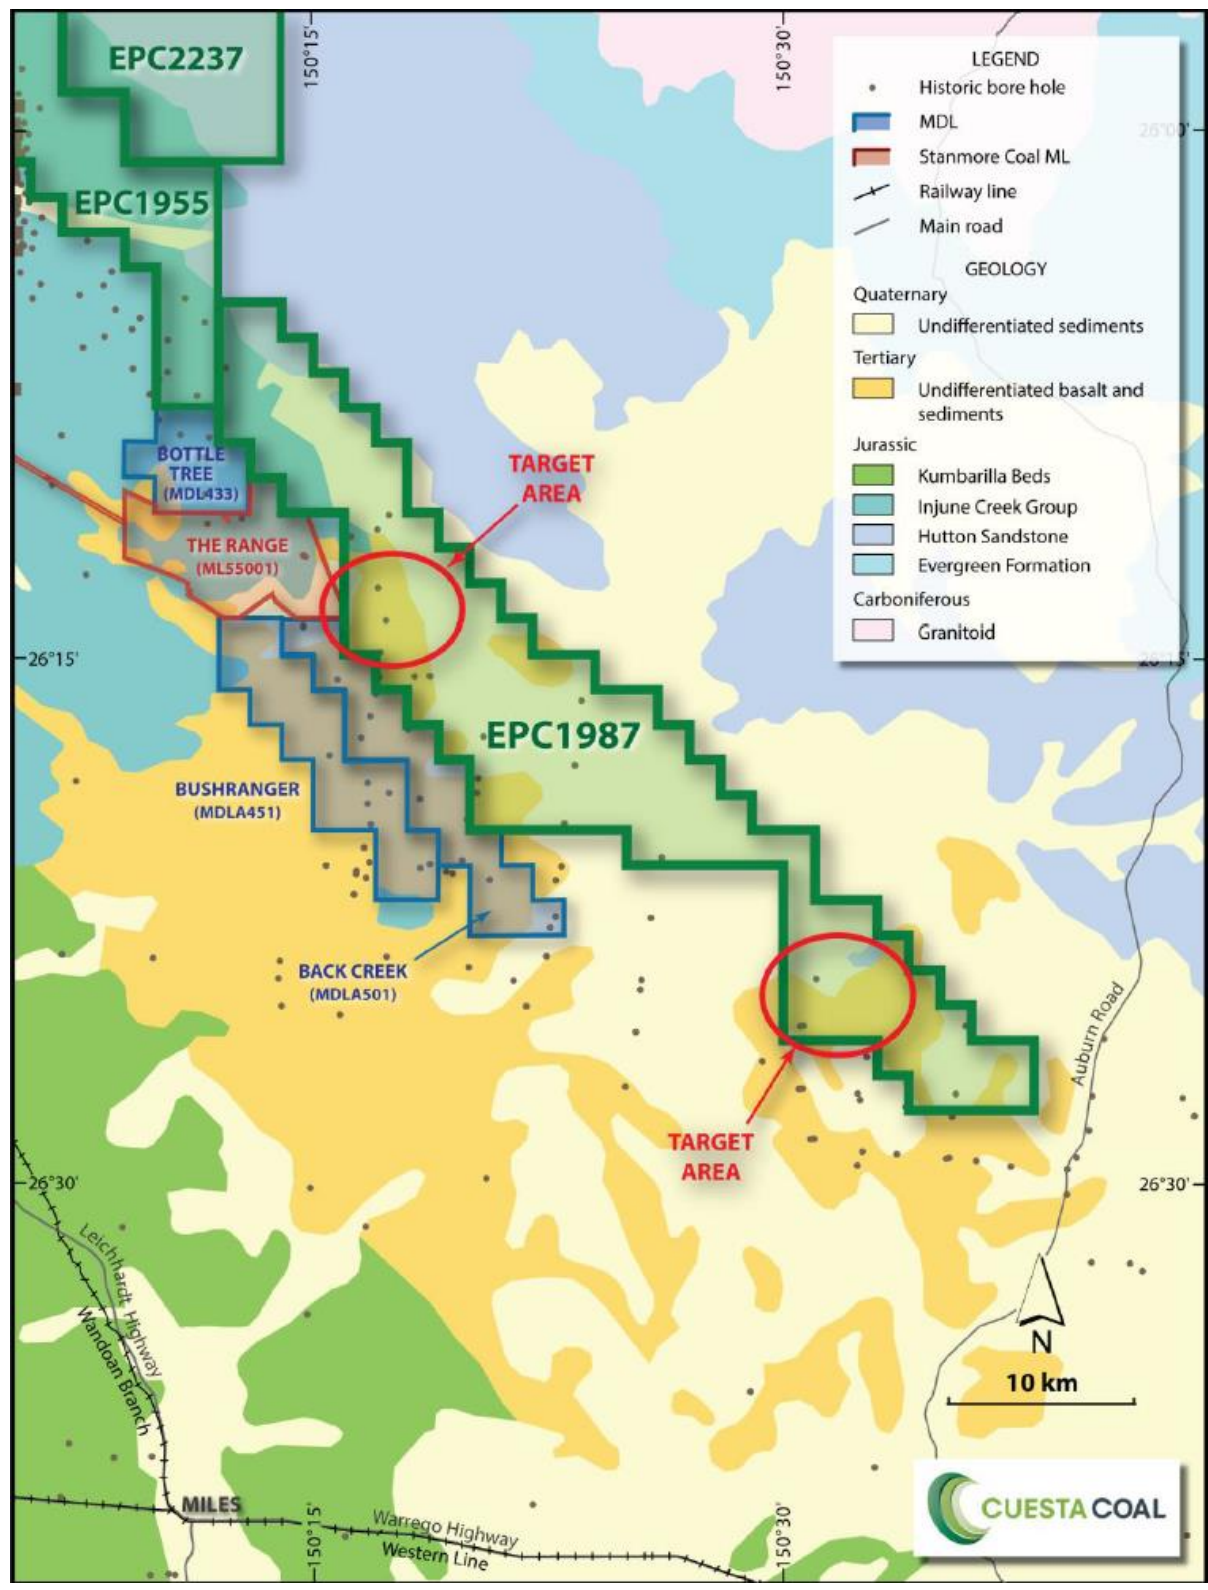 EPC2237
150°15'
150°30'
LEGEND
Historic bore hole
MDL
Stanmore Coal ML
Railway line
Main road
26°00'
GEOLOGY
Quaternary
Undifferentiated sediments
Tertiary
Undifferentiated basalt and
sediments
Jurassic
Kumbarilla Beds
Injune Creek Group
Hutton Sandstone
Evergreen Formation
Carboniferous
Granitoid
EPC1955
BOTTLE
TREE
(MDL433)
TARGET
AREA
THE RANGE
(ML55001)
26°15'
26°15'
EPC1987
BUSHRANGER
(MDLA451)
BACK CREEK
(MDLA501)
Auburn Road
TARGET
AREA
26°30'
26°30'
Leichhardt Highway
Wandoan Branch
N
10 km
MILES
150°15'
Warrego Highway
Western Line
150°30'
CUESTA COAL